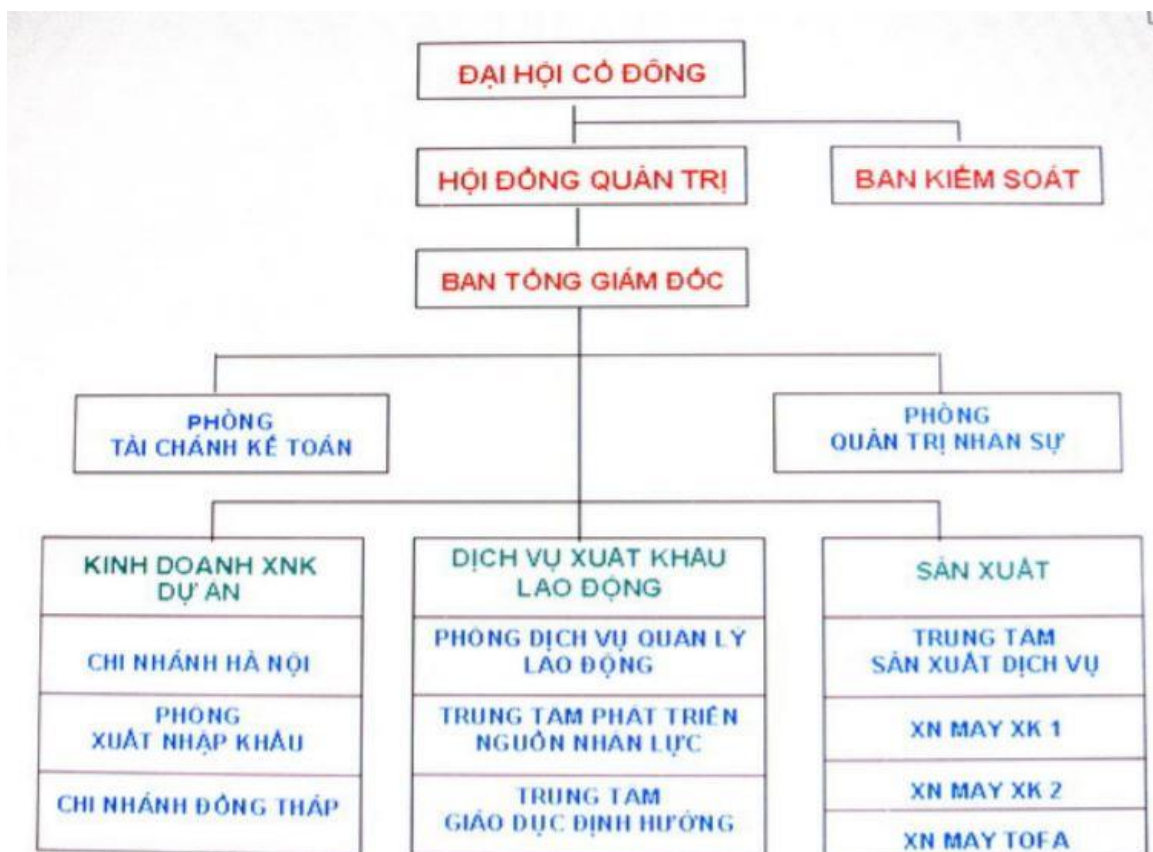 ĐẠI HỘI CỔ ĐÔNG
HỘI ĐỒNG QUẢN TRỊ
BAN KIỂM SOÁT
BAN TỔNG GIÁM ĐỐC
PHÒNG
TÀI CHÁNH KẾ TOÁN
PHÒNG
QUẢN TRỊ NHÂN SỰ
KINH DOANH XNK
DỰ ÁN
CHI NHÁNH HÀ NỘI
PHÒNG
XUẤT NHẬP KHẨU
CHI NHÁNH ĐỒNG THÁP
DỊCH VỤ XUẤT KHẨU
LAO ĐỘNG
PHÒNG DỊCH VỤ QUẢN LÝ
LAO ĐỘNG
TRUNG TÂM PHÁT TRIỂN
NGUỒN NHÂN LỰC
TRUNG TÂM
GIÁO DỤC ĐỊNH HƯỚNG
SẢN XUẤT
TRUNG TÂM
SẢN XUẤT DỊCH VỤ
XN MAY XK 1
XN MAY XK 2
XN MAY TOFA